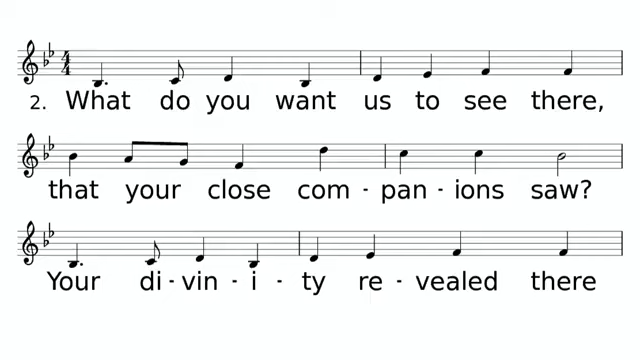 2. What do you want us to see there,
that your close com - pan - ions saw?
Your di - vin - i - ty re - vealed there